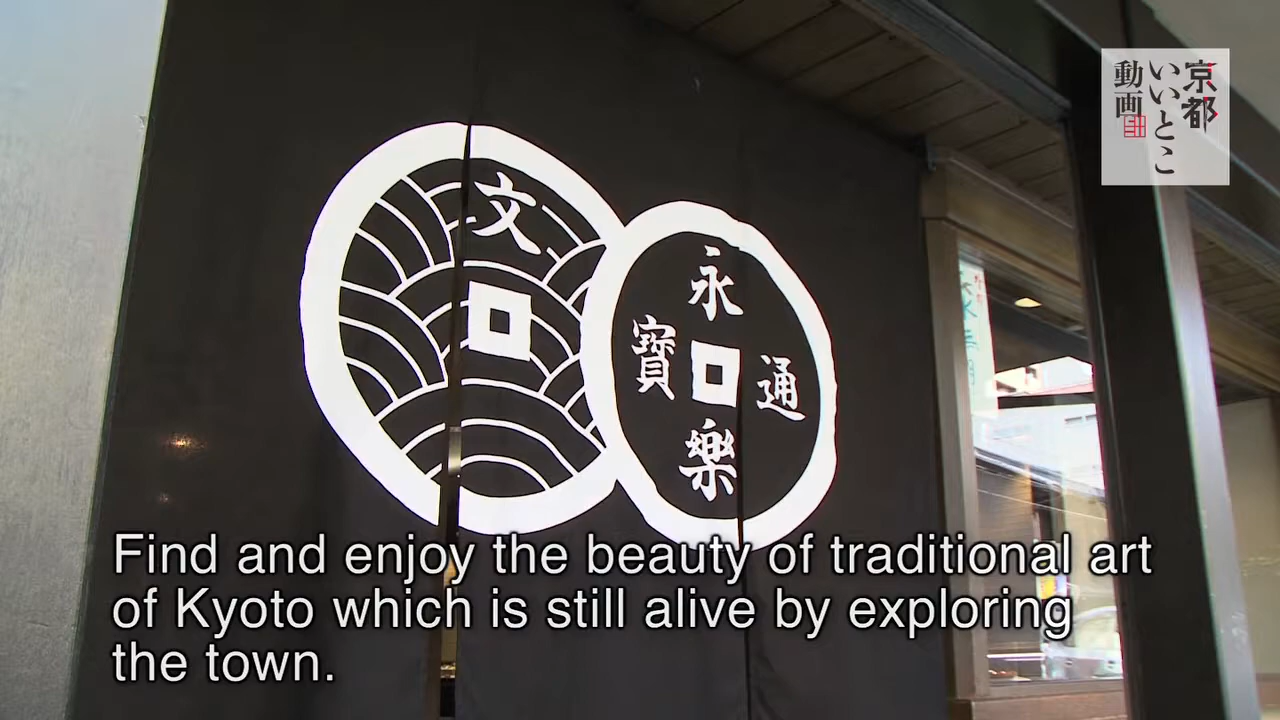 京都
いいとこ
動画
文
永
寶 通
樂
Find and enjoy the beauty of traditional art
of Kyoto which is still alive by exploring
the town.